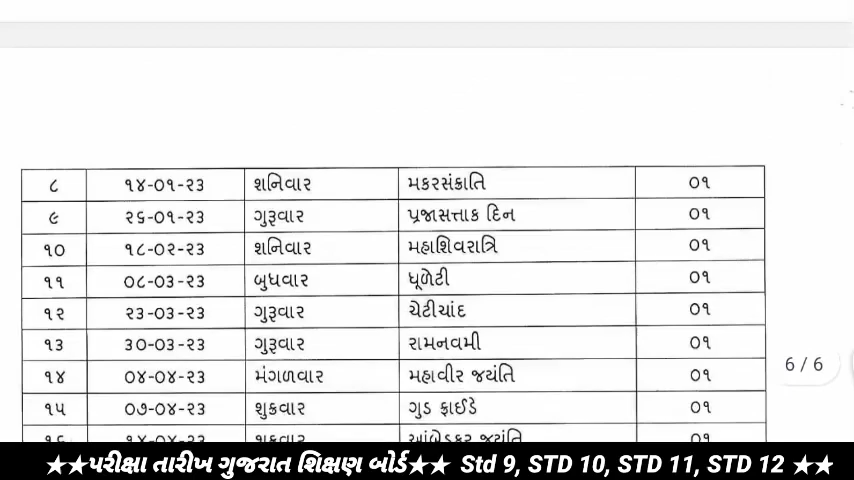 ૮ ૧૪-૦૧-૨૩ શનિવાર મકરસંક્રાતિ ૦૧
૯ ૨૬-૦૧-૨૩ ગુરૂવાર પ્રજાસત્તાક દિન ૦૧
૧૦ ૧૮-૦૨-૨૩ શનિવાર મહાશિવરાત્રિ ૦૧
૧૧ ૦૮-૦૩-૨૩ બુધવાર ધૂળેટી ૦૧
૧૨ ૨૩-૦૩-૨૩ ગુરૂવાર ચેટીચાંદ ૦૧
૧૩ ૩૦-૦૩-૨૩ ગુરૂવાર રામનવમી ૦૧
૧૪ ૦૪-૦૪-૨૩ મંગળવાર મહાવીર જયંતિ ૦૧
6 / 6
૧૫ ૦૭-૦૪-૨૩ શુક્રવાર ગુડ ફ્રાઈડે ૦૧
૧૬ ૧૪-૦૪-૨૩ શુક્રવાર આંબેડકર જયંતિ ૦૧
★★પરીક્ષા તારીખ ગુજરાત શિક્ષણ બોર્ડ★★ Std 9, STD 10, STD 11, STD 12 ★★